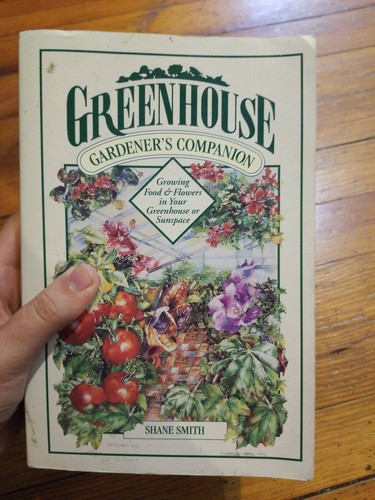 GREENHOUSE
GARDENER'S COMPANION
Growing
Food & Flowers
in Your
Greenhouse or
Sunspace
SHANE SMITH